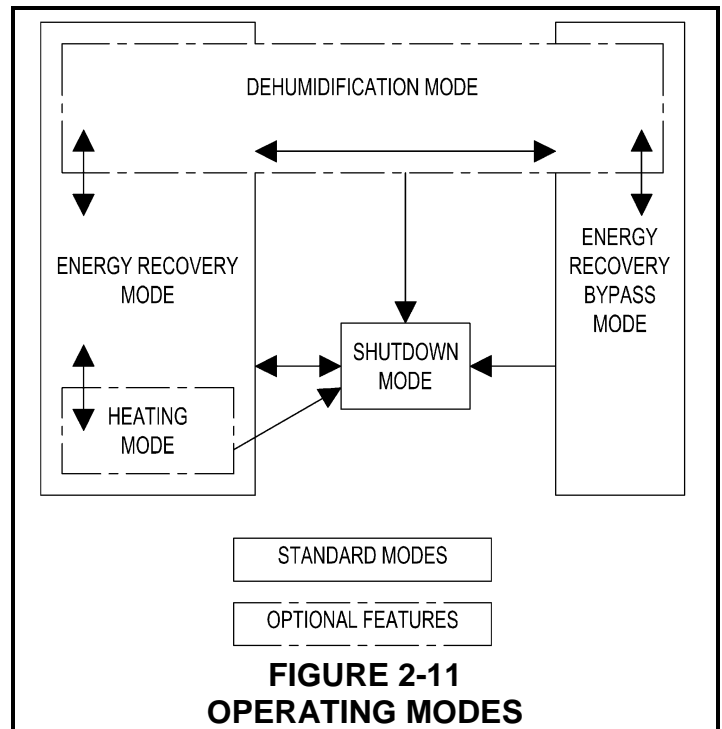 DEHUMIDIFICATION MODE
ENERGY RECOVERY
MODE
ENERGY
RECOVERY
BYPASS
MODE
SHUTDOWN
MODE
HEATING
MODE
STANDARD MODES
OPTIONAL FEATURES
FIGURE 2-11
OPERATING MODES